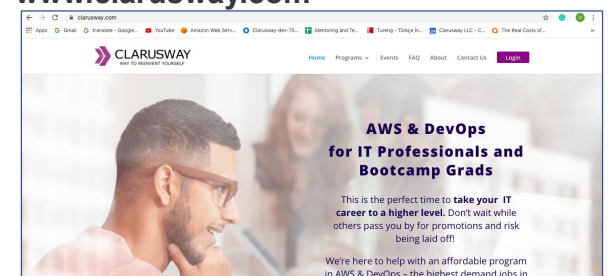 www.clarusway.com
clarusway.com
Apps Gmail translate - Google... YouTube Amazon Web Serv... Clarusway-dev-75... Mentoring and Te... Tureng - Türkçe İn... Clarusway LLC - C... The Real Costs of...
CLARUSWAY
WAY TO REINVENT YOURSELF
Home Programs Events FAQ About Contact Us Login
AWS & DevOps
for IT Professionals and
Bootcamp Grads
This is the perfect time to take your IT
career to a higher level. Don't wait while
others pass you by for promotions and risk
being laid off!
We're here to help with an affordable program
in AWS & DevOps – the highest demand jobs in